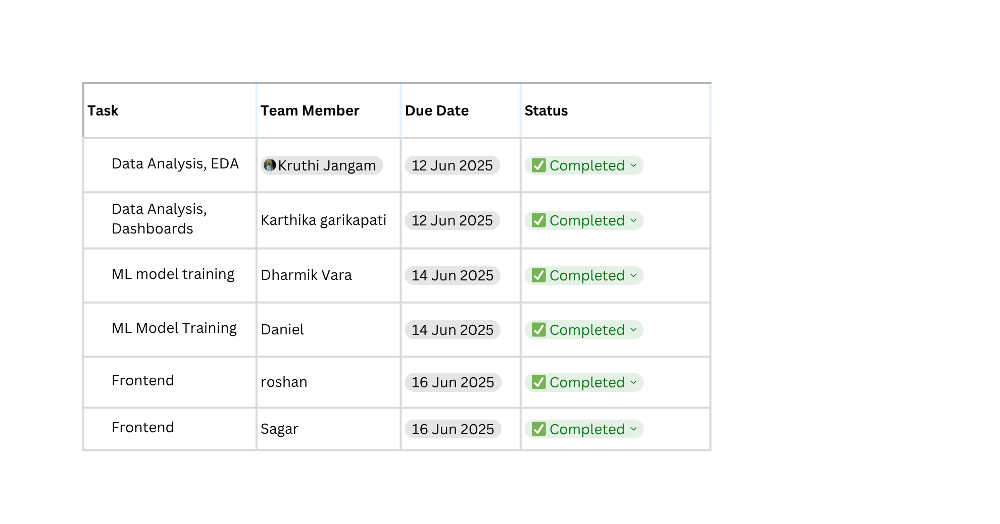 Task Team Member Due Date Status
Data Analysis, EDA Kruthi Jangam 12 Jun 2025 Completed
Data Analysis,
Dashboards Karthika garikapati 12 Jun 2025 Completed
ML model training Dharmik Vara 14 Jun 2025 Completed
ML Model Training Daniel 14 Jun 2025 Completed
Frontend roshan 16 Jun 2025 Completed
Frontend Sagar 16 Jun 2025 Completed